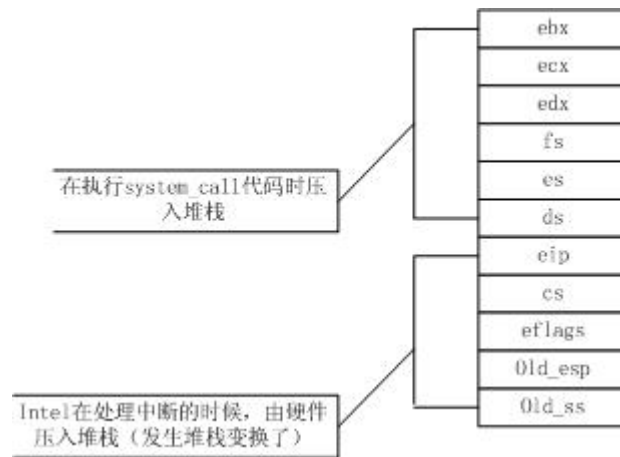 ebx
ecx
edx
fs
es
ds
eip
cs
eflags
Old_esp
Old_ss
在执行system_call代码时压
入堆栈
Intel在处理中断的时候，由硬件
压入堆栈（发生堆栈变换了）